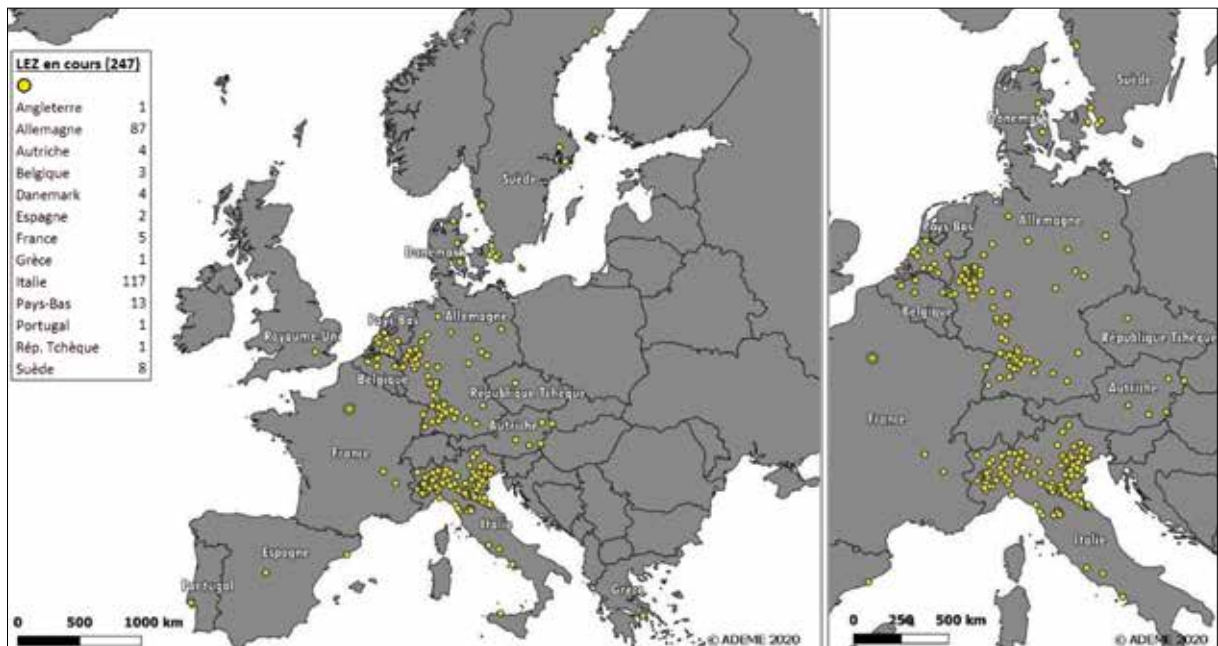 LEZ en cours (247)
Angleterre 1
Allemagne 87
Autriche 4
Belgique 3
Danemark 4
Espagne 2
France 5
Grèce 1
Italie 117
Pays-Bas 13
Portugal 1
Rép. Tchèque 1
Suède 8
Suède
Danemark
Royaume-Uni
Pays Bas
Allemagne
Belgique
République Tchèque
Autriche
France
Italie
Espagne
Portugal
Grèce
0 500 1000 km
© ADEME 2020
Suède
Danemark
Pays Bas
Allemagne
Belgique
République Tchèque
Autriche
France
Italie
0 250 500 km
© ADEME 2020